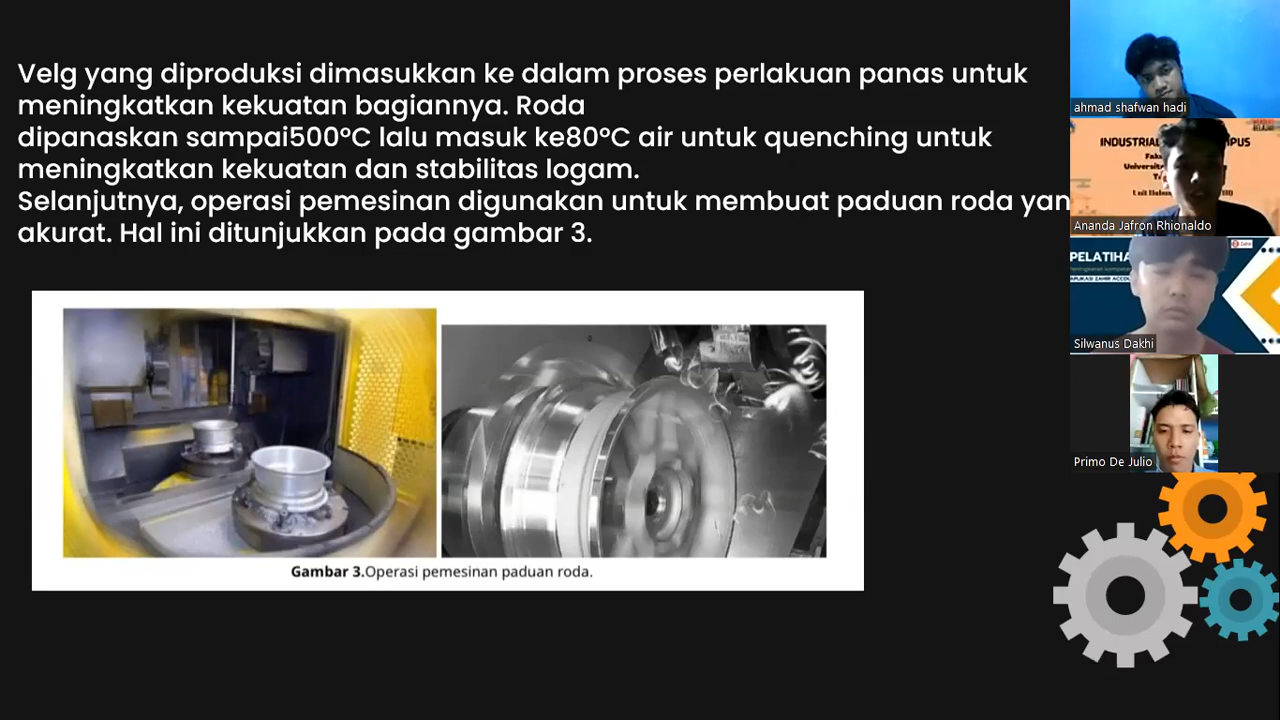 Velg yang diproduksi dimasukkan ke dalam proses perlakuan panas untuk
meningkatkan kekuatan bagiannya. Roda
dipanaskan sampai500°C lalu masuk ke80°C air untuk quenching untuk
meningkatkan kekuatan dan stabilitas logam.
Selanjutnya, operasi pemesinan digunakan untuk membuat paduan roda yan
akurat. Hal ini ditunjukkan pada gambar 3.
Gambar 3.Operasi pemesinan paduan roda.
ahmad shafwan hadi
INDUSTRIAL
Ananda Jafron Rhionaldo
PELATIHA
Zahir
Silwanus Dakhi
Primo De Julio